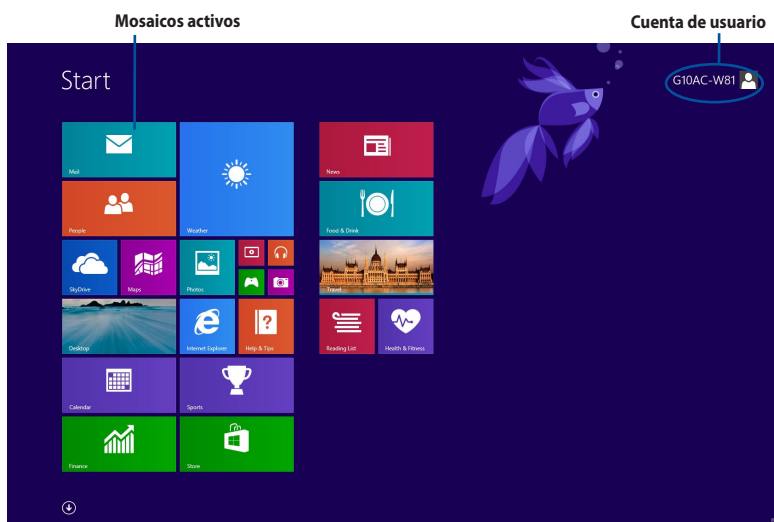 Mosaicos activos
Cuenta de usuario
Start
G10AC-W81
Mail
Weather
News
People
Food & Drink
SkyDrive
Maps
Photos
Travel
Desktop
Internet Explorer
Help & Tips
Reading List
Health & Fitness
Calendar
Sports
Finance
Store